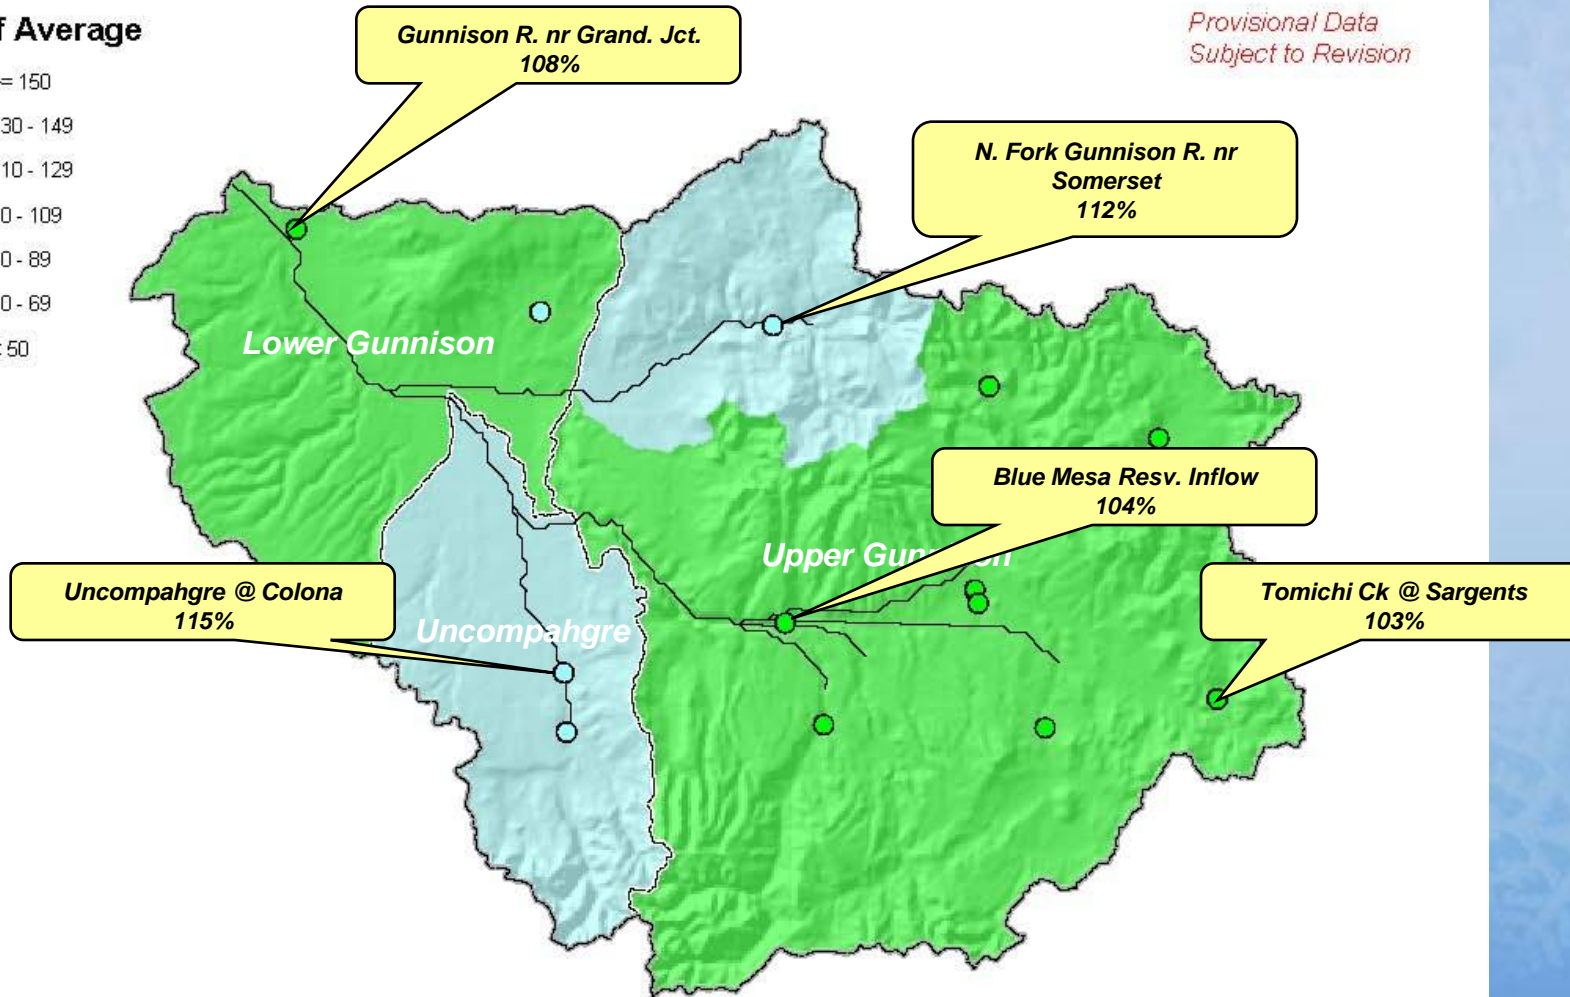 f Average
= 150
30 - 149
10 - 129
0 - 109
0 - 89
0 - 69
50
Gunnison R. nr Grand. Jct.
108%
Provisional Data
Subject to Revision
N. Fork Gunnison R. nr
Somerset
112%
Lower Gunnison
Blue Mesa Resv. Inflow
104%
Upper
Uncompahgre @ Colona
115%
Uncompahgre
Tomichi Ck @ Sargents
103%